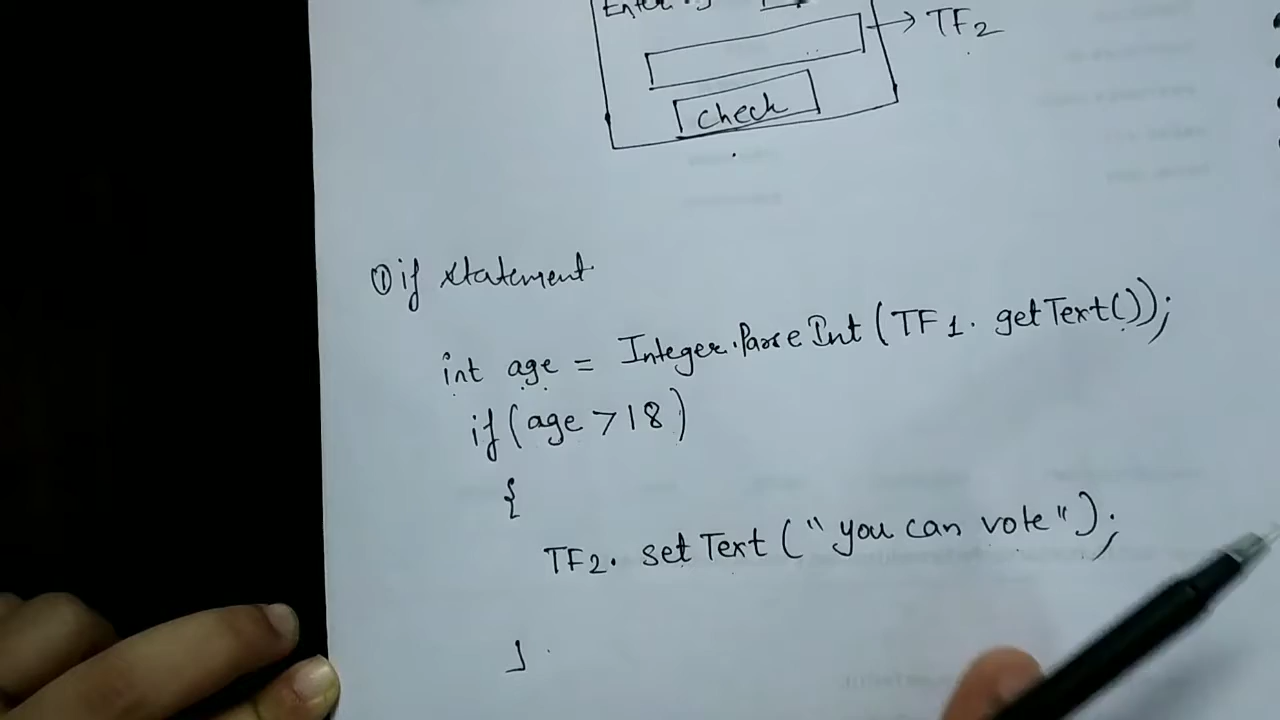 Enter
TF2
check
① if statement
int age = Integer.ParseInt(TF1.getText());
if(age >18)
{
TF2. setText ("you can vote");
}